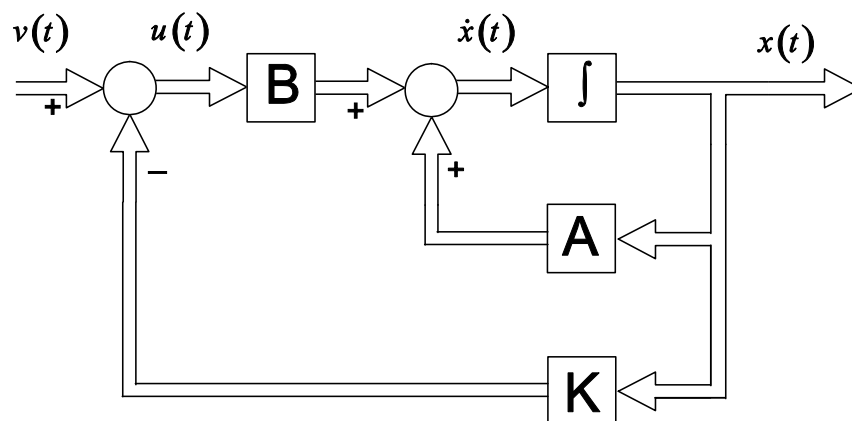 v(t) u(t) ẋ(t) x(t)
+ B + ∫
− +
A
K